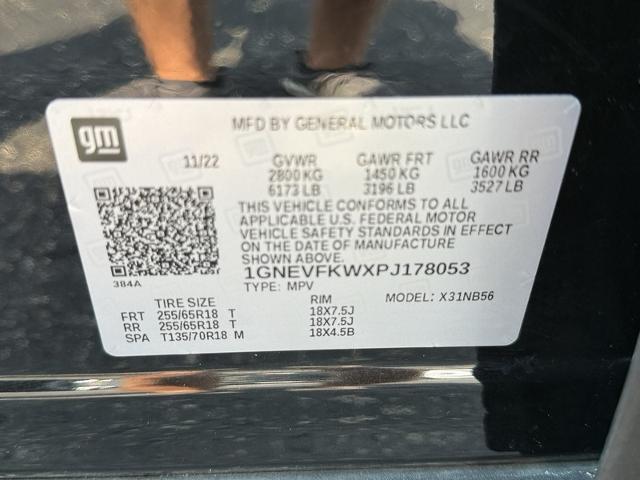 gm
MFD BY GENERAL MOTORS LLC
11/22 GVWR GAWR FRT GAWR RR
2800 KG 1450 KG 1600 KG
6173 LB 3196 LB 3527 LB
THIS VEHICLE CONFORMS TO ALL
APPLICABLE U.S. FEDERAL MOTOR
VEHICLE SAFETY STANDARDS IN EFFECT
ON THE DATE OF MANUFACTURE
SHOWN ABOVE.
384A 1GNEVFKWXPJ178053
TYPE: MPV MODEL: X31NB56
TIRE SIZE RIM
FRT 255/65R18 T 18X7.5J
RR 255/65R18 T 18X7.5J
SPA T135/70R18 M 18X4.5B